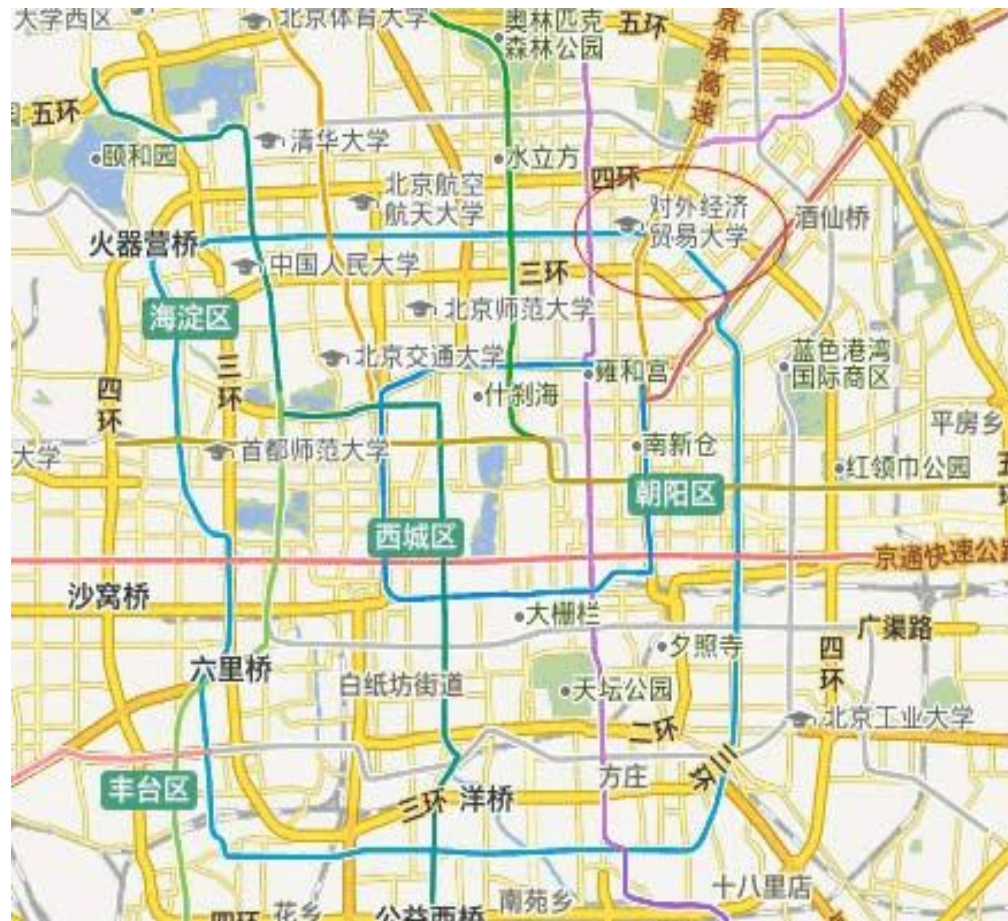 大学西区
北京体育大学
奥林匹克
森林公园
五环
京承高速
首都机场高速
五环
清华大学
颐和园
水立方
四环
北京航空
航天大学
对外经济
贸易大学
酒仙桥
火器营桥
中国人民大学
三环
海淀区
北京师范大学
北京交通大学
雍和宫
蓝色港湾
国际商区
四环
三环
什刹海
平房乡
大学
首都师范大学
南新仓
红领巾公园
五
朝阳区
西城区
京通快速公
沙窝桥
大栅栏
广渠路
夕照寺
四环
六里桥
白纸坊街道
天坛公园
北京工业大学
二环
三环
方庄
丰台区
三环
洋桥
十八里店
南苑乡
四环
花乡
公益西桥